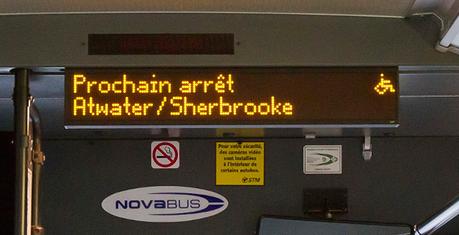 Prochain arrêt
Atwater/Sherbrooke
Pour votre sécurité,
des caméras vidéo
sont installées
à l'intérieur de
certains autobus.
STM
NOVABUS